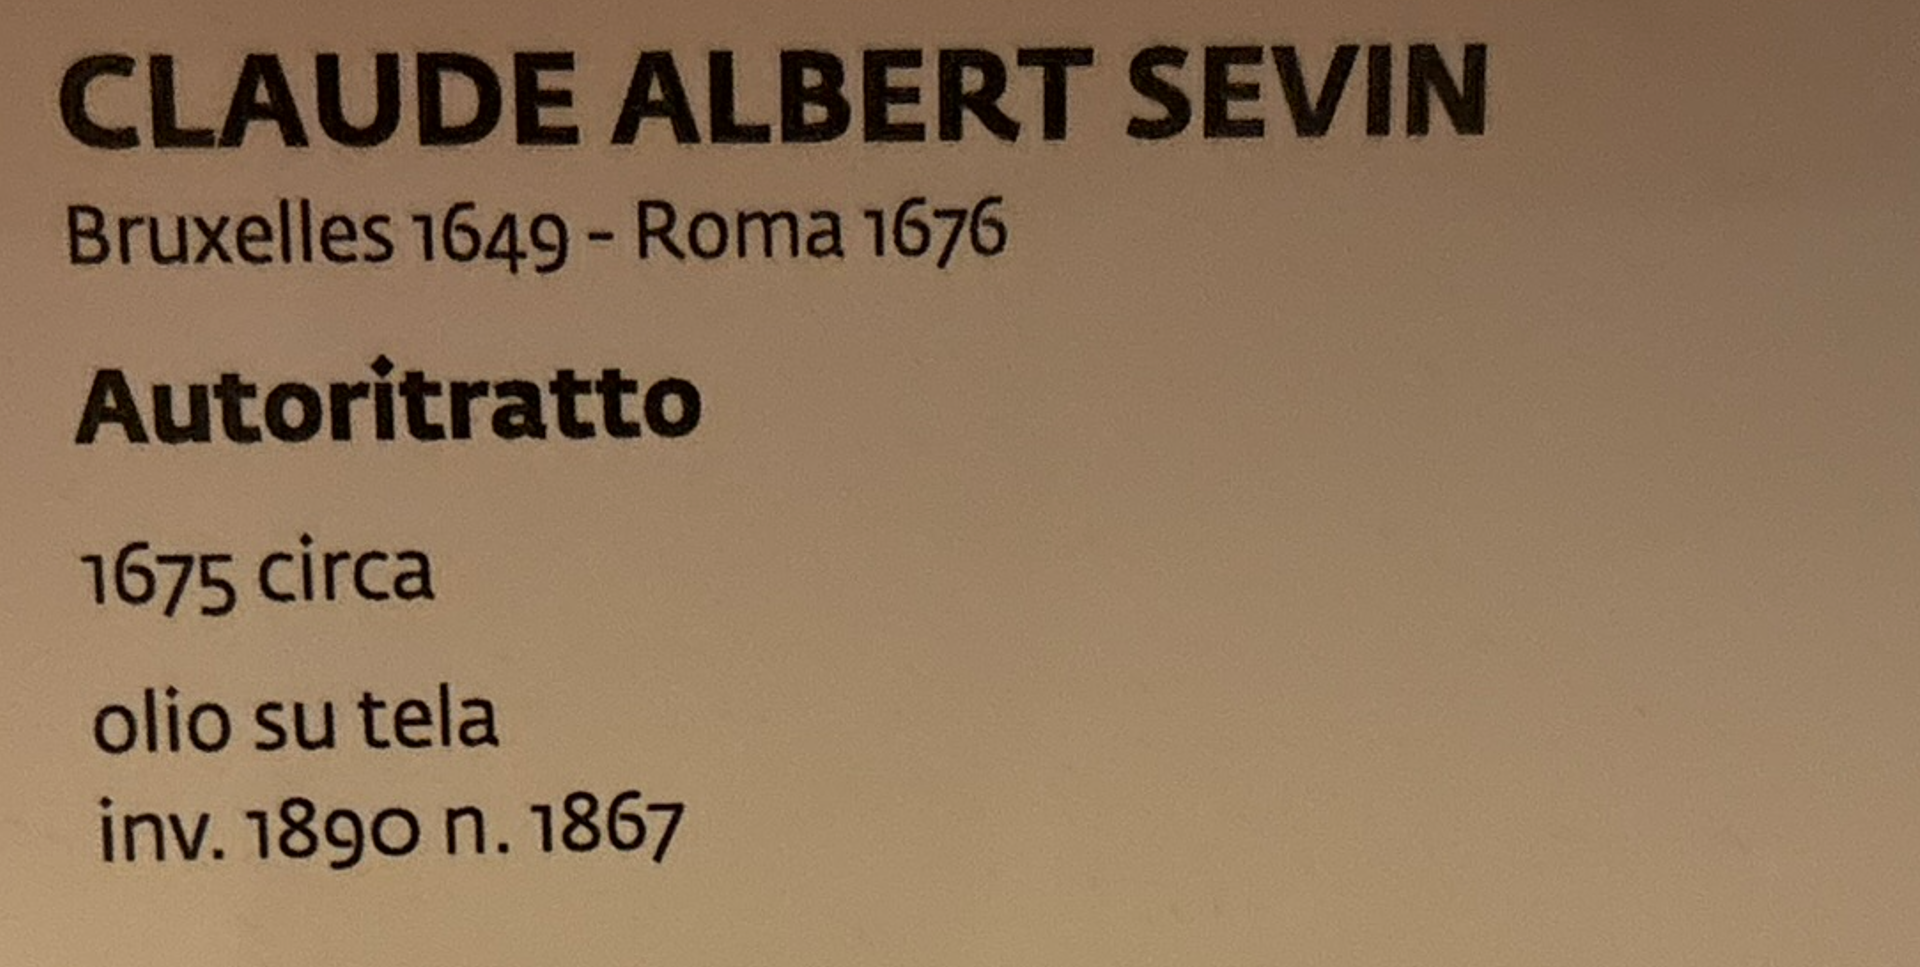 CLAUDE ALBERT SEVIN
Bruxelles 1649 - Roma 1676
Autoritratto
1675 circa
olio su tela
inv. 1890 n. 1867